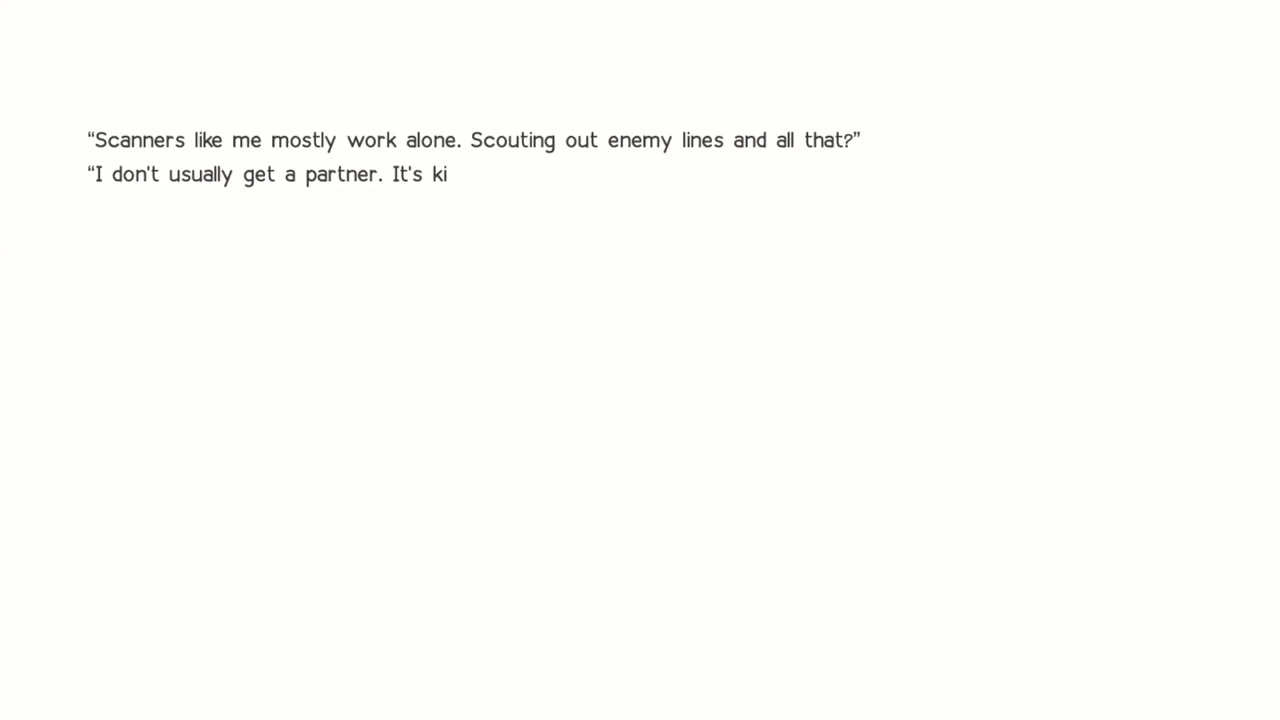 “Scanners like me mostly work alone. Scouting out enemy lines and all that?”
“I don't usually get a partner. It's ki